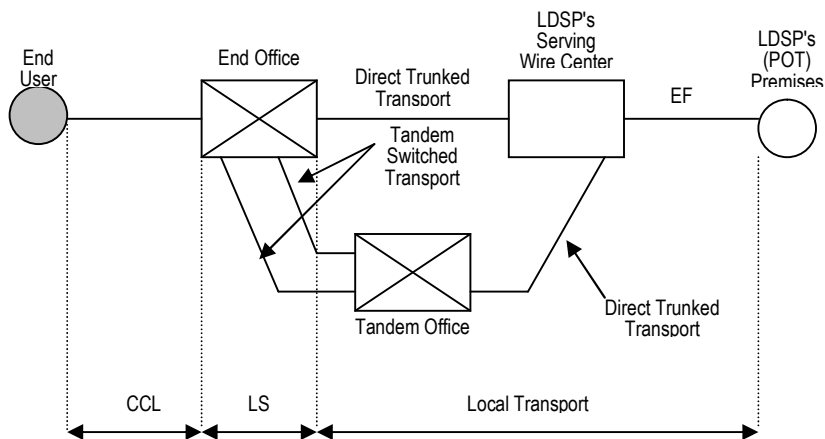 End
User
End Office
Direct Trunked
Transport
Tandem
Switched
Transport
LDSP's
Serving
Wire Center
EF
LDSP's
(POT)
Premises
Tandem Office
Direct Trunked
Transport
CCL
LS
Local Transport